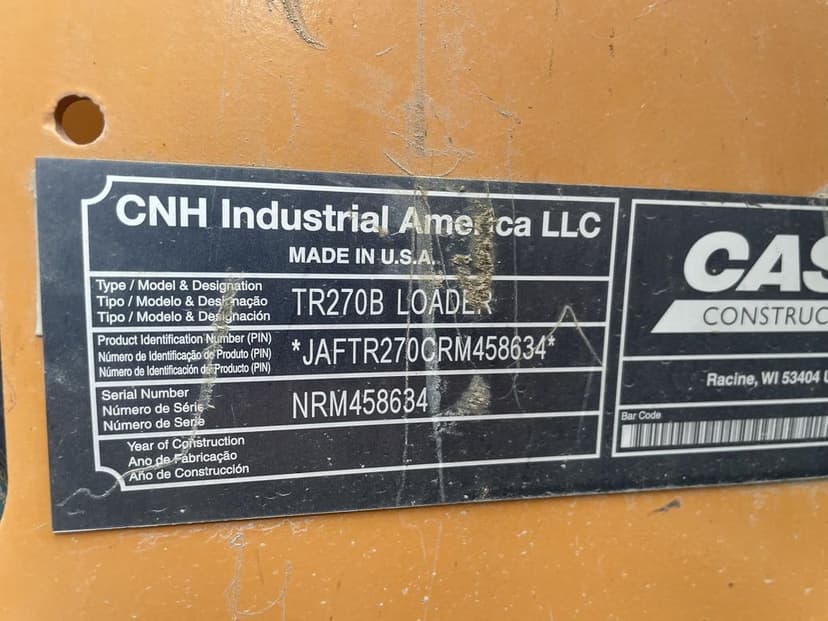 CNH Industrial America LLC
MADE IN U.S.A.
Type / Model & Designation
Tipo / Modelo & Designação
Tipo / Modelo & Designación
TR270B LOADER
Product Identification Number (PIN)
Número de Identificação do Produto (PIN)
Número de Identificación del Producto (PIN)
*JAFTR270CRM458634*
Serial Number
Número de Série
Número de Serie
NRM458634
Year of Construction
Ano de Fabricação
Año de Construcción
CAS
CONSTRUC
Racine, WI 53404 U
Bar Code